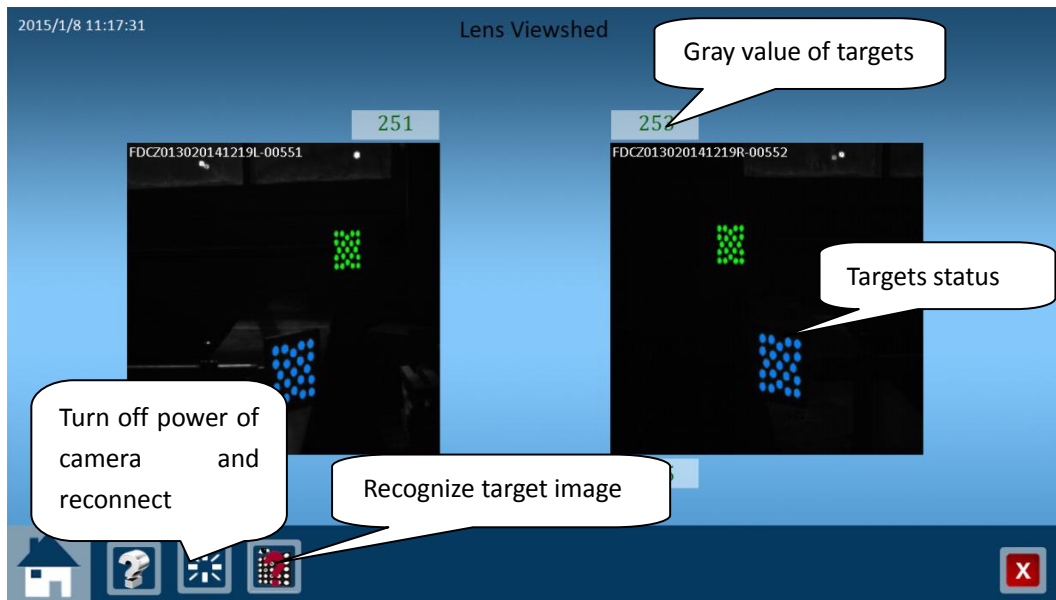 2015/1/8 11:17:31
Lens Viewshed
Gray value of targets
251
253
FDCZ013020141219L-00551
FDCZ013020141219R-00552
Targets status
Turn off power of
camera and
reconnect
Recognize target image
X